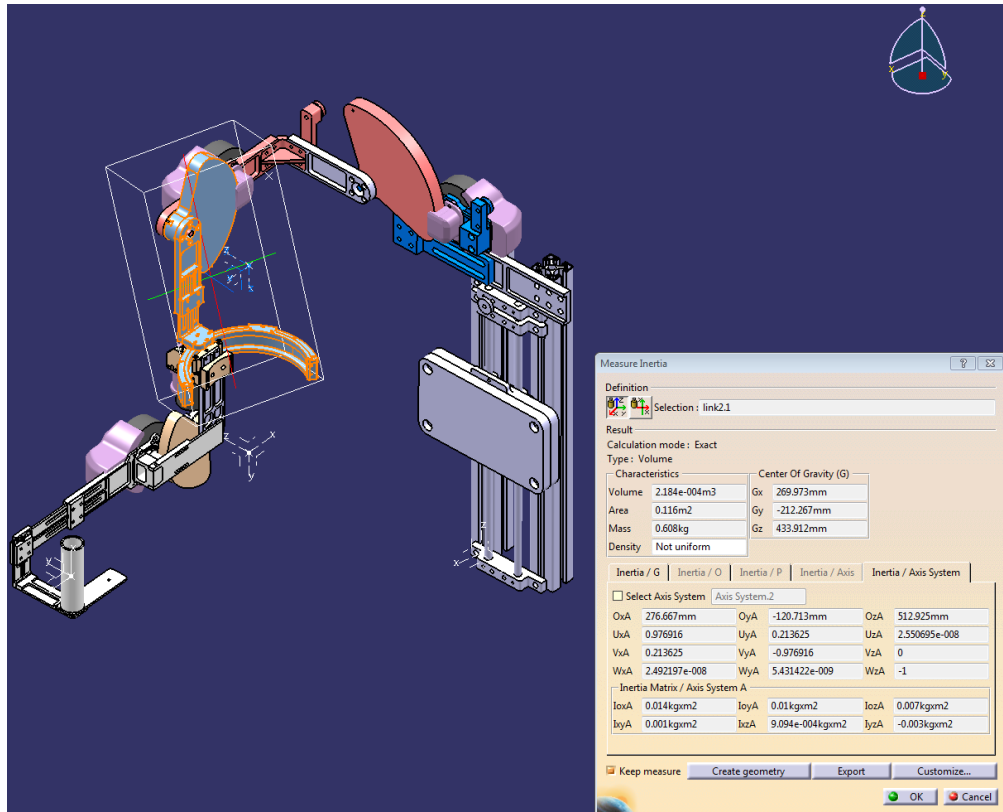 z
x
y
x
z
y
x
z
x
y
z
x
y
Measure Inertia
Definition
Selection : link2.1
Result
Calculation mode : Exact
Type : Volume
Characteristics Center Of Gravity (G)
Volume 2.184e-004m3 Gx 269.973mm
Area 0.116m2 Gy -212.267mm
Mass 0.608kg Gz 433.912mm
Density Not uniform
Inertia / G Inertia / O Inertia / P Inertia / Axis Inertia / Axis System
Select Axis System Axis System.2
OxA 276.667mm OyA -120.713mm OzA 512.925mm
UxA 0.976916 UyA 0.213625 UzA 2.550695e-008
VxA 0.213625 VyA -0.976916 VzA 0
WxA 2.492197e-008 WyA 5.431422e-009 WzA -1
Inertia Matrix / Axis System A
IoxA 0.014kgxm2 IoyA 0.01kgxm2 IozA 0.007kgxm2
IxyA 0.001kgxm2 IxzA 9.094e-004kgxm2 IyzA -0.003kgxm2
Keep measure Create geometry Export Customize...
OK Cancel